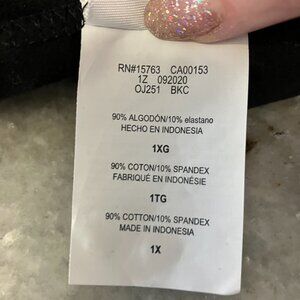 RN#15763 CA00153
1Z 092020
OJ251 BKC
90% ALGODÓN/10% elastano
HECHO EN INDONESIA
1XG
90% COTON/10% SPANDEX
FABRIQUÉ EN INDONÉSIE
1TG
90% COTTON/10% SPANDEX
MADE IN INDONESIA
1X